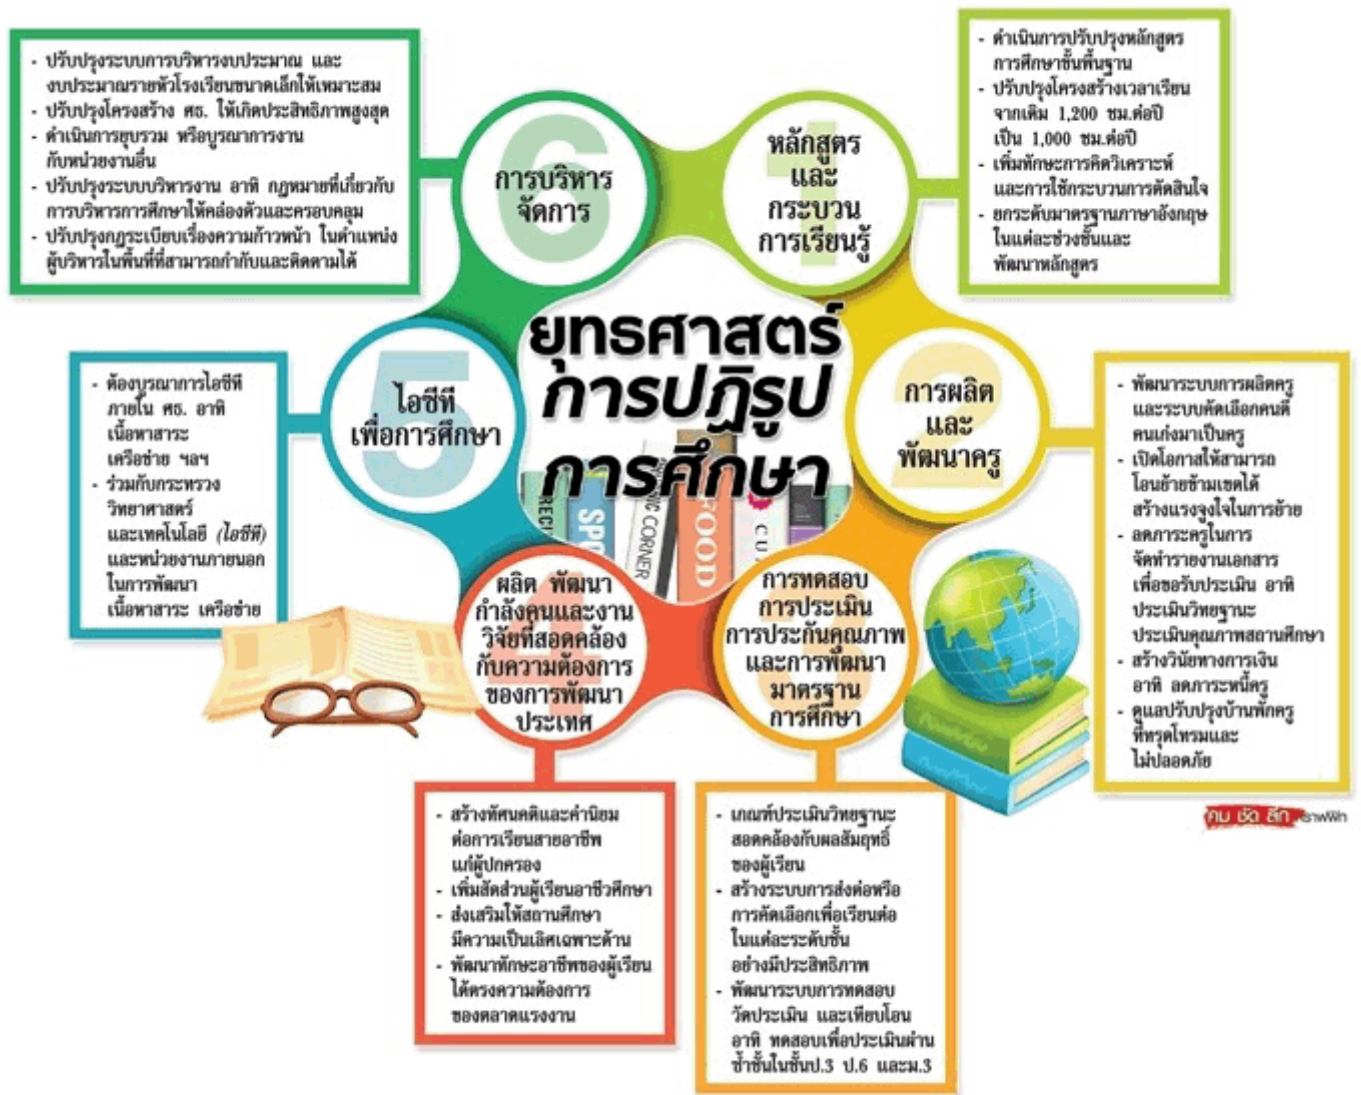 ยุทธศาสตร์
การปฏิรูป
การศึกษา
1
หลักสูตร
และ
กระบวน
การเรียนรู้
- ดำเนินการปรับปรุงหลักสูตร
การศึกษาขั้นพื้นฐาน
- ปรับปรุงโครงสร้างเวลาเรียน
จากเดิม 1,200 ชม.ต่อปี
เป็น 1,000 ชม.ต่อปี
- เพิ่มทักษะการคิดวิเคราะห์
และการใช้กระบวนการตัดสินใจ
- ยกระดับมาตรฐานภาษาอังกฤษ
ในแต่ละช่วงชั้นและ
พัฒนาหลักสูตร
2
การผลิต
และ
พัฒนาครู
- พัฒนาระบบการผลิตครู
และระบบคัดเลือกคนดี
คนเก่งมาเป็นครู
- เปิดโอกาสให้สามารถ
โอนย้ายข้ามเขตได้
สร้างแรงจูงใจในการย้าย
- ลดภาระครูในการ
จัดทำรายงานเอกสาร
เพื่อขอรับประเมิน อาทิ
ประเมินวิทยฐานะ
ประเมินคุณภาพสถานศึกษา
- สร้างวินัยทางการเงิน
อาทิ ลดภาระหนี้ครู
- ดูแลปรับปรุงบ้านพักครู
ที่ทรุดโทรมและ
ไม่ปลอดภัย
3
การทดสอบ
การประเมิน
การประกันคุณภาพ
และการพัฒนา
มาตรฐาน
การศึกษา
- เกณฑ์ประเมินวิทยฐานะ
สอดคล้องกับผลสัมฤทธิ์
ของผู้เรียน
- สร้างระบบการส่งต่อหรือ
การคัดเลือกเพื่อเรียนต่อ
ในแต่ละระดับชั้น
อย่างมีประสิทธิภาพ
- พัฒนาระบบการทดสอบ
วัดประเมิน และเทียบโอน
อาทิ ทดสอบเพื่อประเมินผ่าน
ซ้ำชั้นในชั้นป.3 ป.6 และม.3
4
ผลิต พัฒนา
กำลังคนและงาน
วิจัยที่สอดคล้อง
กับความต้องการ
ของการพัฒนา
ประเทศ
- สร้างทัศนคติและค่านิยม
ต่อการเรียนสายอาชีพ
แก่ผู้ปกครอง
- เพิ่มสัดส่วนผู้เรียนอาชีวศึกษา
- ส่งเสริมให้สถานศึกษา
มีความเป็นเลิศเฉพาะด้าน
- พัฒนาทักษะอาชีพของผู้เรียน
ได้ตรงความต้องการ
ของตลาดแรงงาน
5
ไอซีที
เพื่อการศึกษา
- ต้องบูรณาการไอซีที
ภายใน ศธ. อาทิ
เนื้อหาสาระ
เครือข่าย ฯลฯ
- ร่วมกับกระทรวง
วิทยาศาสตร์
และเทคโนโลยี (ไอซีที)
และหน่วยงานภายนอก
ในการพัฒนา
เนื้อหาสาระ เครือข่าย
6
การบริหาร
จัดการ
- ปรับปรุงระบบการบริหารงบประมาณ และ
งบประมาณรายหัวโรงเรียนขนาดเล็กให้เหมาะสม
- ปรับปรุงโครงสร้าง ศธ. ให้เกิดประสิทธิภาพสูงสุด
- ดำเนินการยุบรวม หรือบูรณาการงาน
กับหน่วยงานอื่น
- ปรับปรุงระบบบริหารงาน อาทิ กฎหมายที่เกี่ยวกับ
การบริหารการศึกษาให้คล่องตัวและครอบคลุม
- ปรับปรุงกฎระเบียบเรื่องความก้าวหน้า ในตำแหน่ง
ผู้บริหารในพื้นที่ที่สามารถกำกับและติดตามได้
RECI
SPO
CORNER
FOOD
CU
คม ชัด ลึก กราฟฟิก